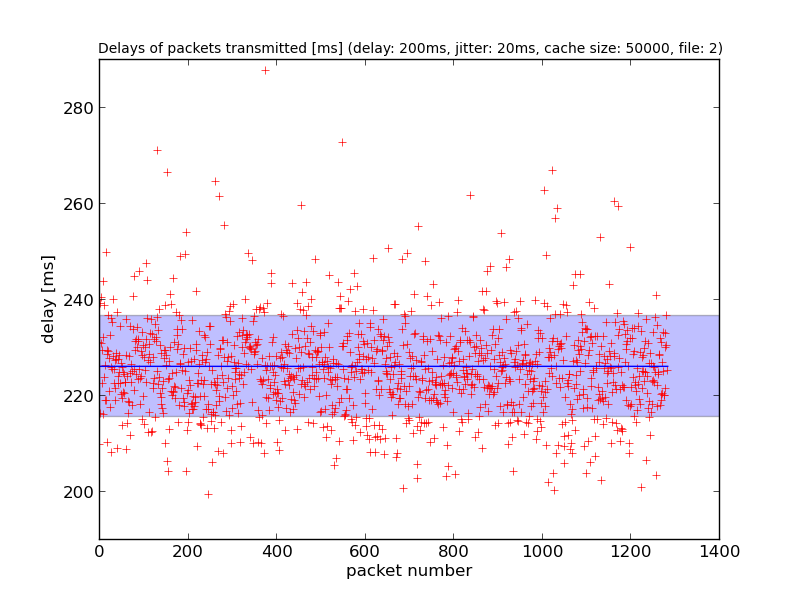 Delays of packets transmitted [ms] (delay: 200ms, jitter: 20ms, cache size: 50000, file: 2)
delay [ms]
280
260
240
220
200
0 200 400 600 800 1000 1200 1400
packet number